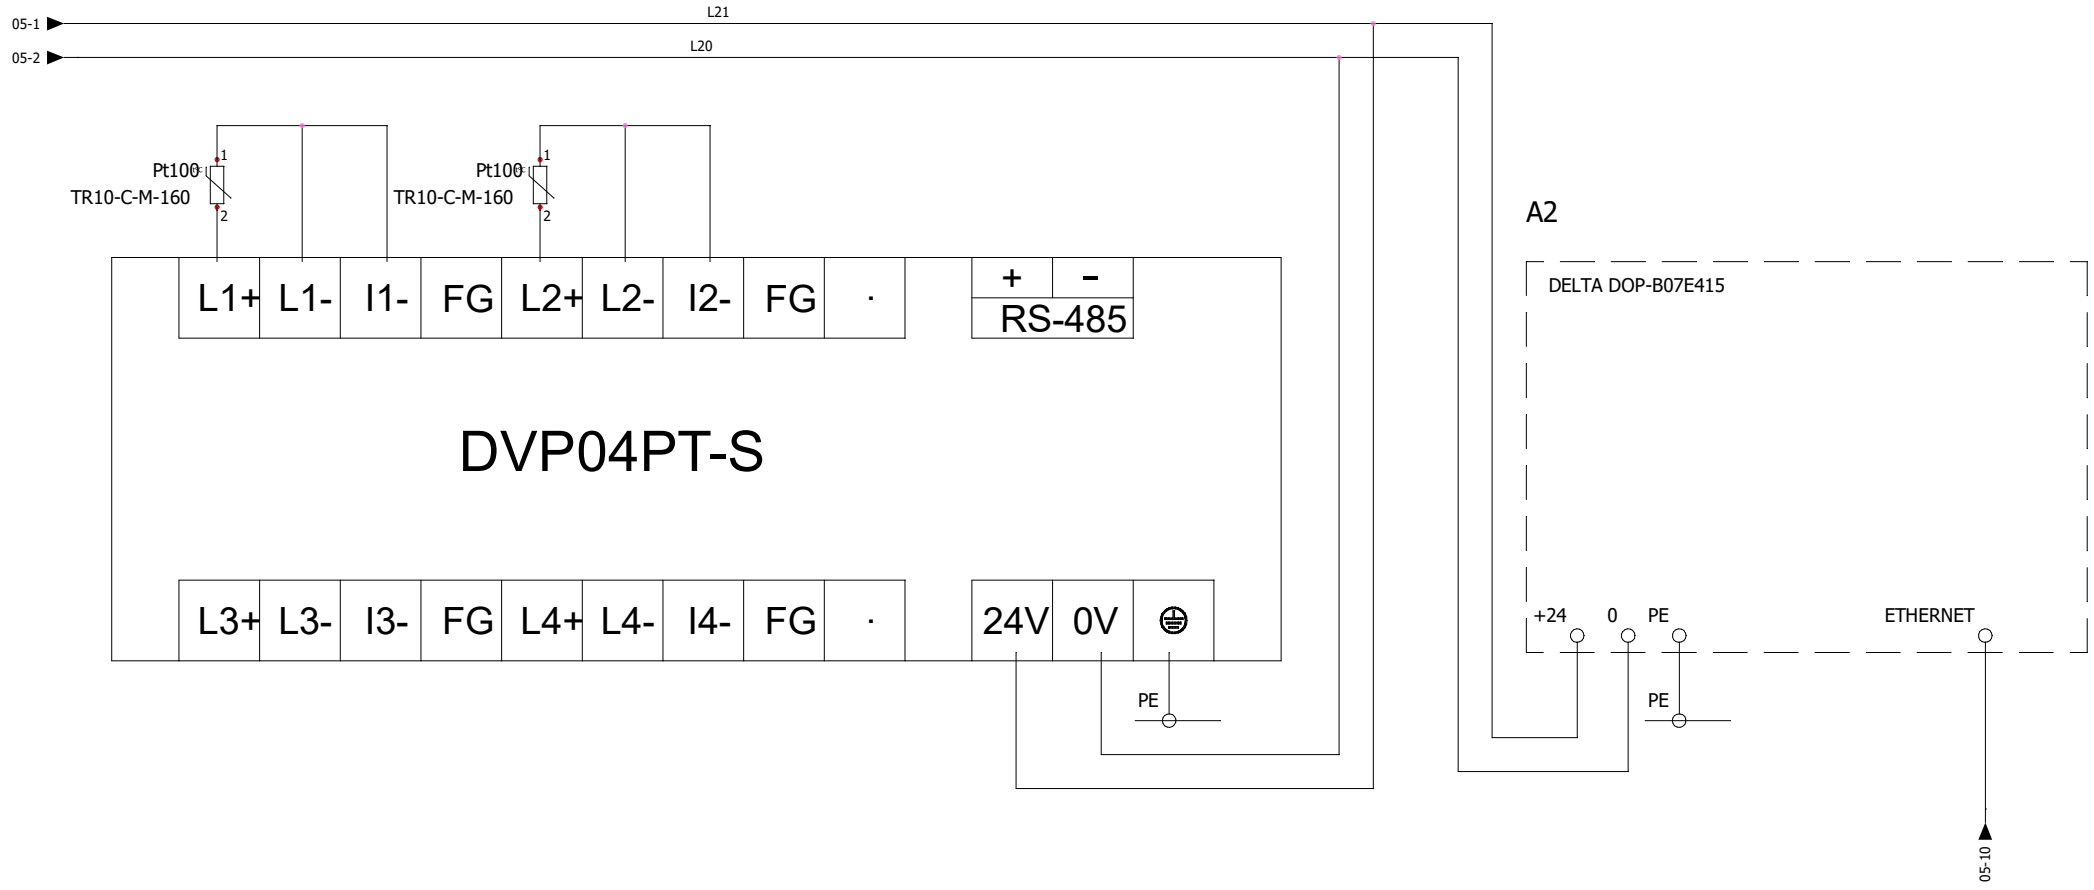 L21
05-1
L20
05-2
1
Pt100
TR10-C-M-160
2
1
Pt100
TR10-C-M-160
2
A2
L1+ L1- I1- FG L2+ L2- I2- FG · + -
RS-485
DELTA DOP-B07E415
DVP04PT-S
L3+ L3- I3- FG L4+ L4- I4- FG · 24V 0V
+24 0 PE ETHERNET
PE
PE
05-10